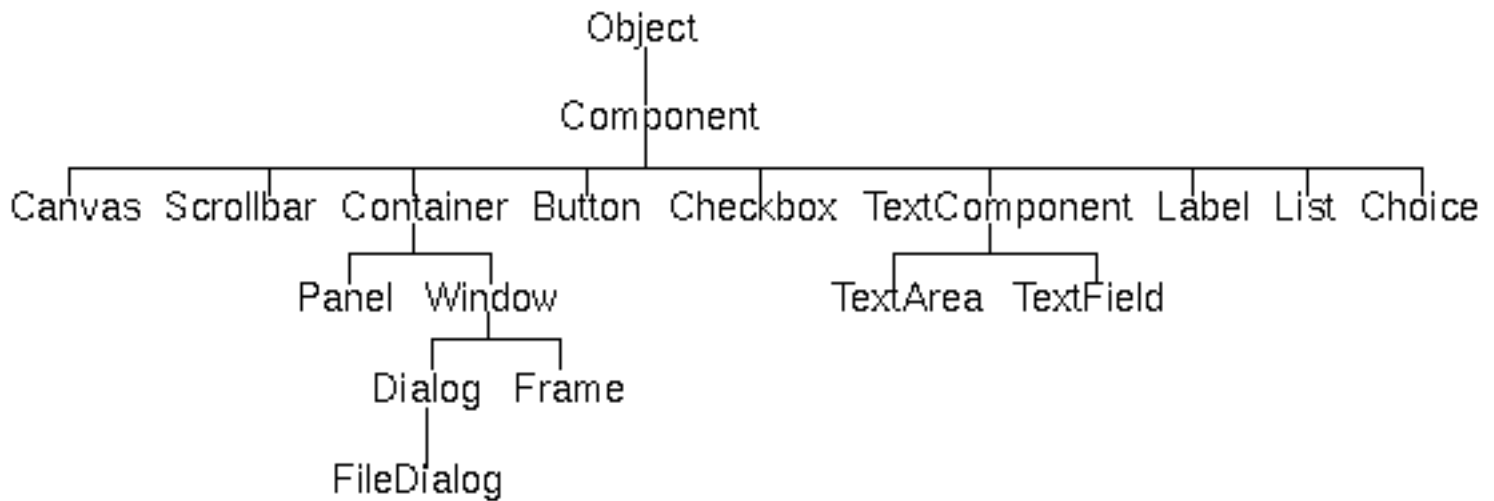 Object
Component
Canvas Scrollbar Container Button Checkbox TextComponent Label List Choice
Panel Window TextArea TextField
Dialog Frame
FileDialog